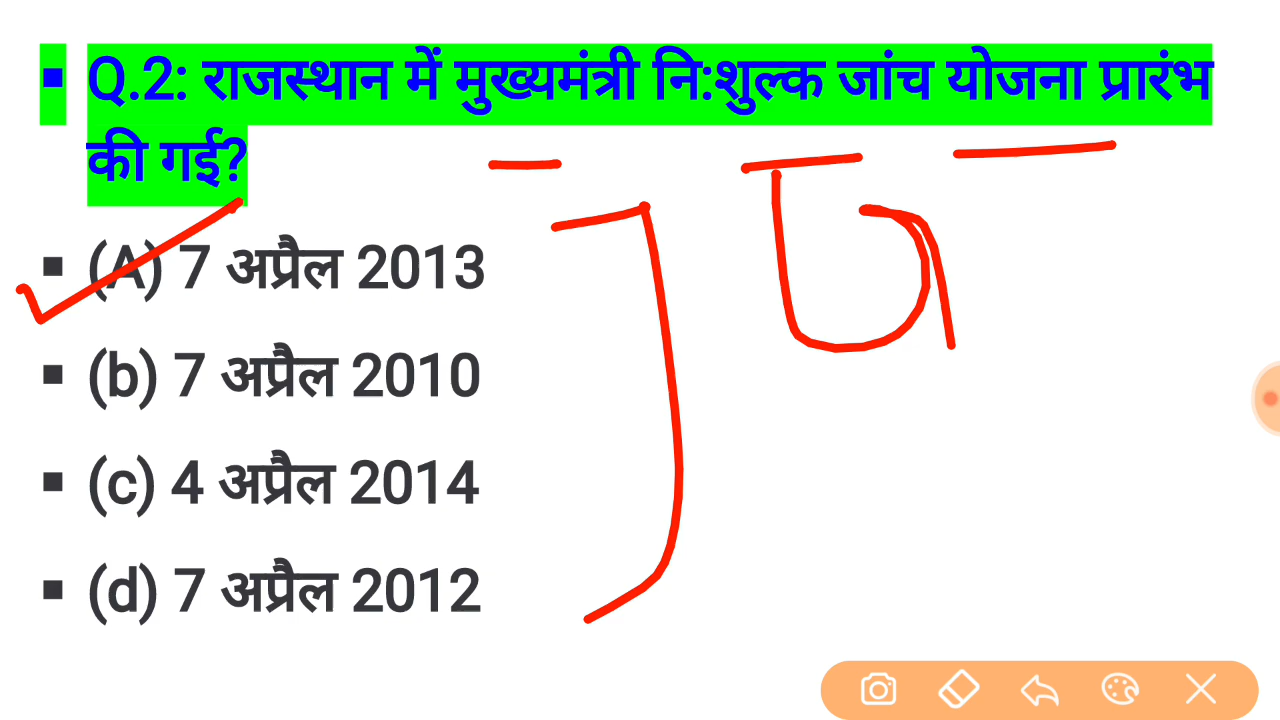 Q.2: राजस्थान में मुख्यमंत्री नि:शुल्क जांच योजना प्रारंभ
की गई?
(A) 7 अप्रैल 2013
(b) 7 अप्रैल 2010
(c) 4 अप्रैल 2014
(d) 7 अप्रैल 2012